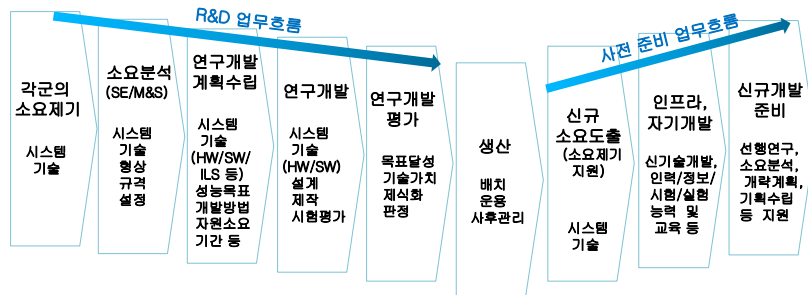 R&D 업무흐름
사전 준비 업무흐름
각군의
소요제기
시스템
기술
소요분석
(SE/M&S)
시스템
기술
형상
규격
설정
연구개발
계획수립
시스템
기술
(HW/SW/
ILS 등)
성능목표
개발방법
자원소요
기간 등
연구개발
시스템
기술
(HW/SW)
설계
제작
시험평가
연구개발
평가
목표달성
기술가치
제식화
판정
생산
배치
운용
사후관리
신규
소요도출
(소요제기
지원)
시스템
기술
인프라,
자기개발
신기술개발,
인력/정보/
시험/실험
능력 및
교육 등
신규개발
준비
선행연구,
소요분석,
개략계획,
기획수립
등 지원